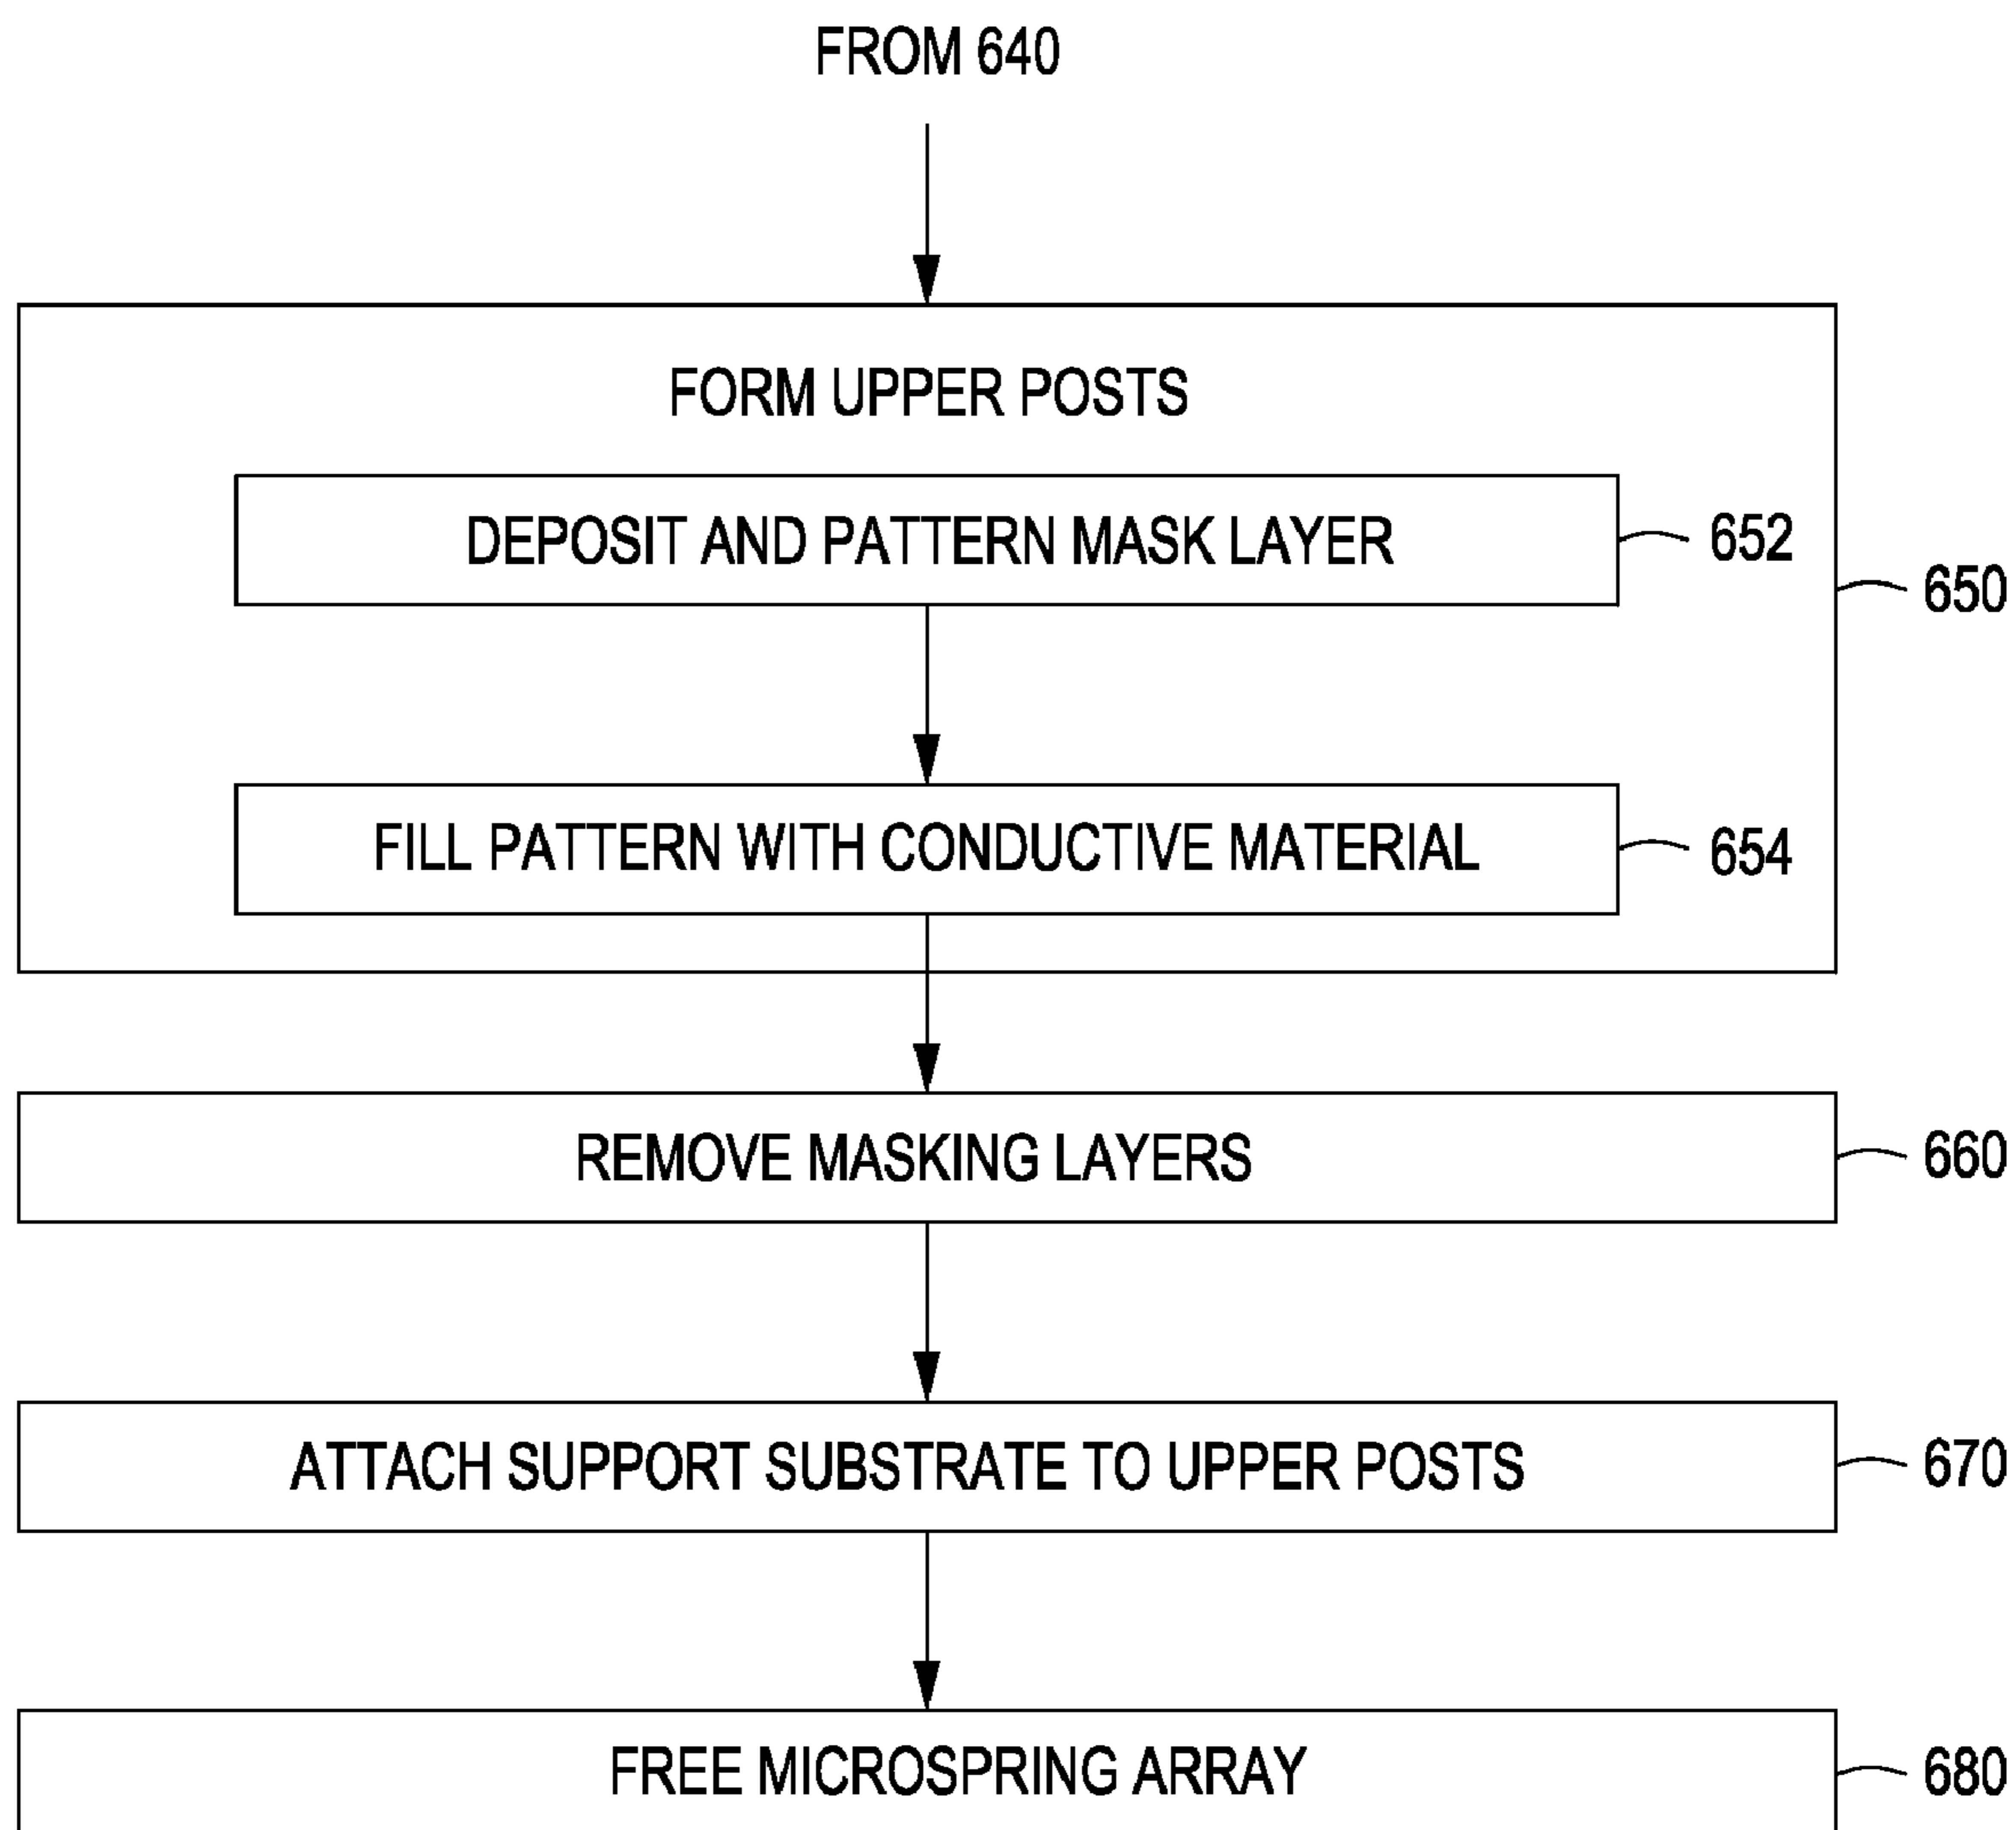 FROM 640
FORM UPPER POSTS
DEPOSIT AND PATTERN MASK LAYER
652
650
FILL PATTERN WITH CONDUCTIVE MATERIAL
654
REMOVE MASKING LAYERS
660
ATTACH SUPPORT SUBSTRATE TO UPPER POSTS
670
FREE MICROSPRING ARRAY
680